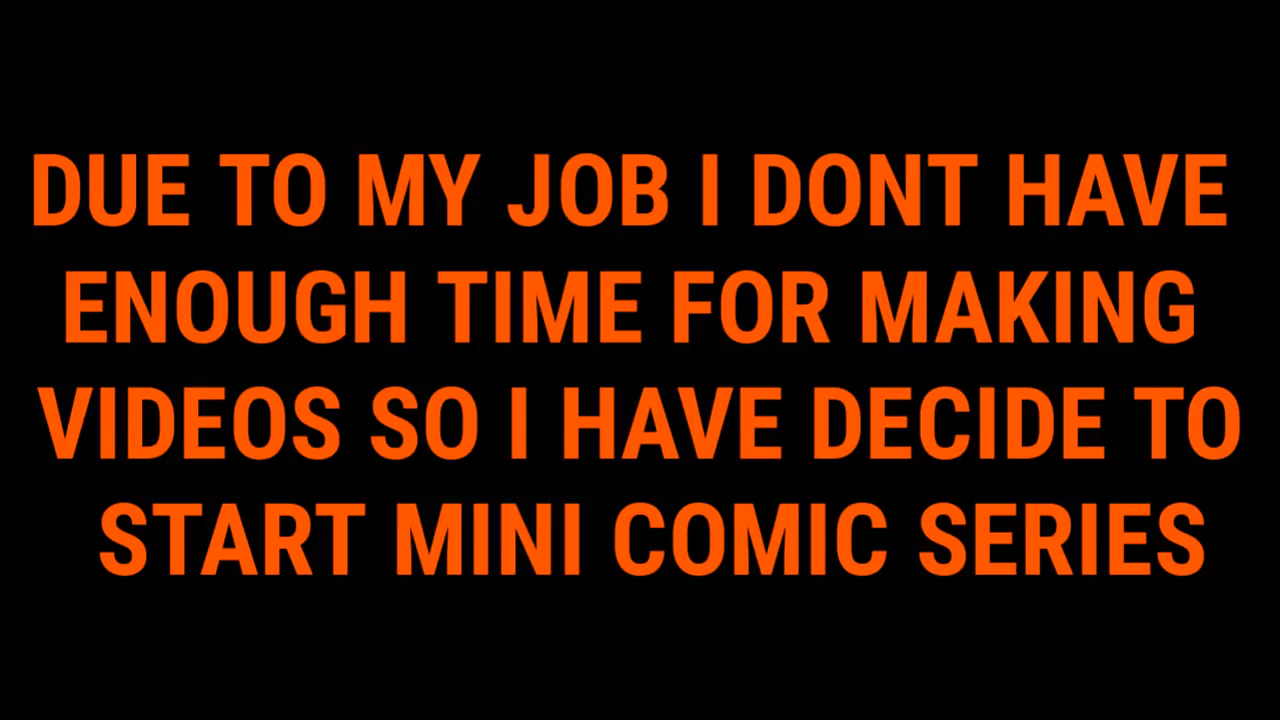 DUE TO MY JOB I DONT HAVE
ENOUGH TIME FOR MAKING
VIDEOS SO I HAVE DECIDE TO
START MINI COMIC SERIES